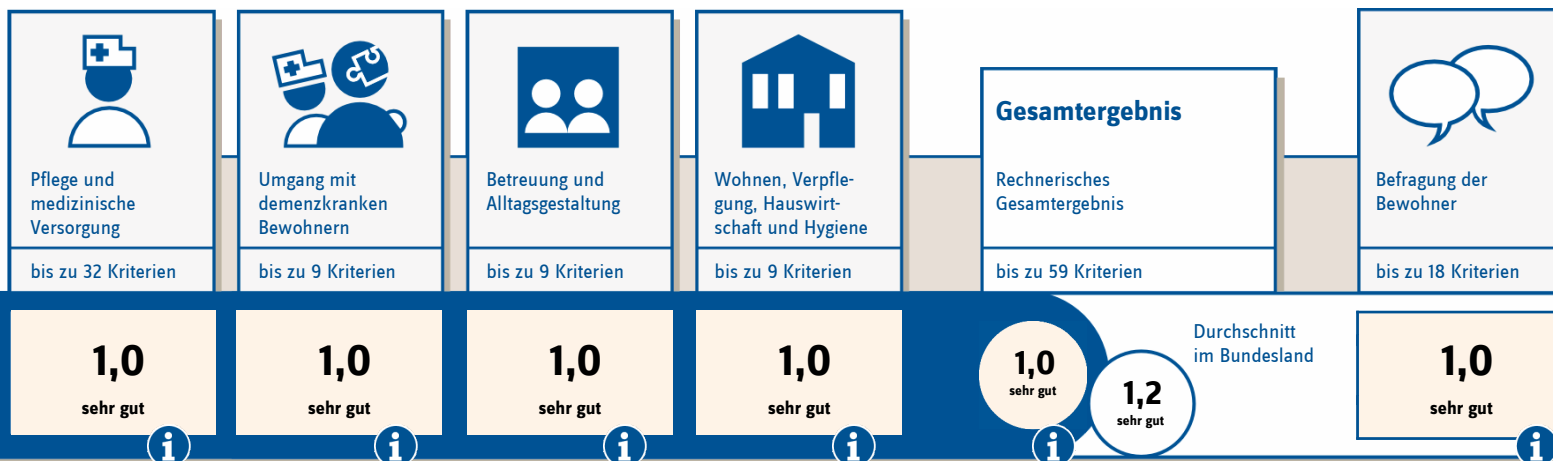 Pflege und
medizinische
Versorgung
bis zu 32 Kriterien
1,0
sehr gut
Umgang mit
demenzkranken
Bewohnern
bis zu 9 Kriterien
1,0
sehr gut
Betreuung und
Alltagsgestaltung
bis zu 9 Kriterien
1,0
sehr gut
Wohnen, Verpfle-
gung, Hauswirt-
schaft und Hygiene
bis zu 9 Kriterien
1,0
sehr gut
Gesamtergebnis
Rechnerisches
Gesamtergebnis
bis zu 59 Kriterien
1,0
sehr gut
1,2
sehr gut
Durchschnitt
im Bundesland
Befragung der
Bewohner
bis zu 18 Kriterien
1,0
sehr gut